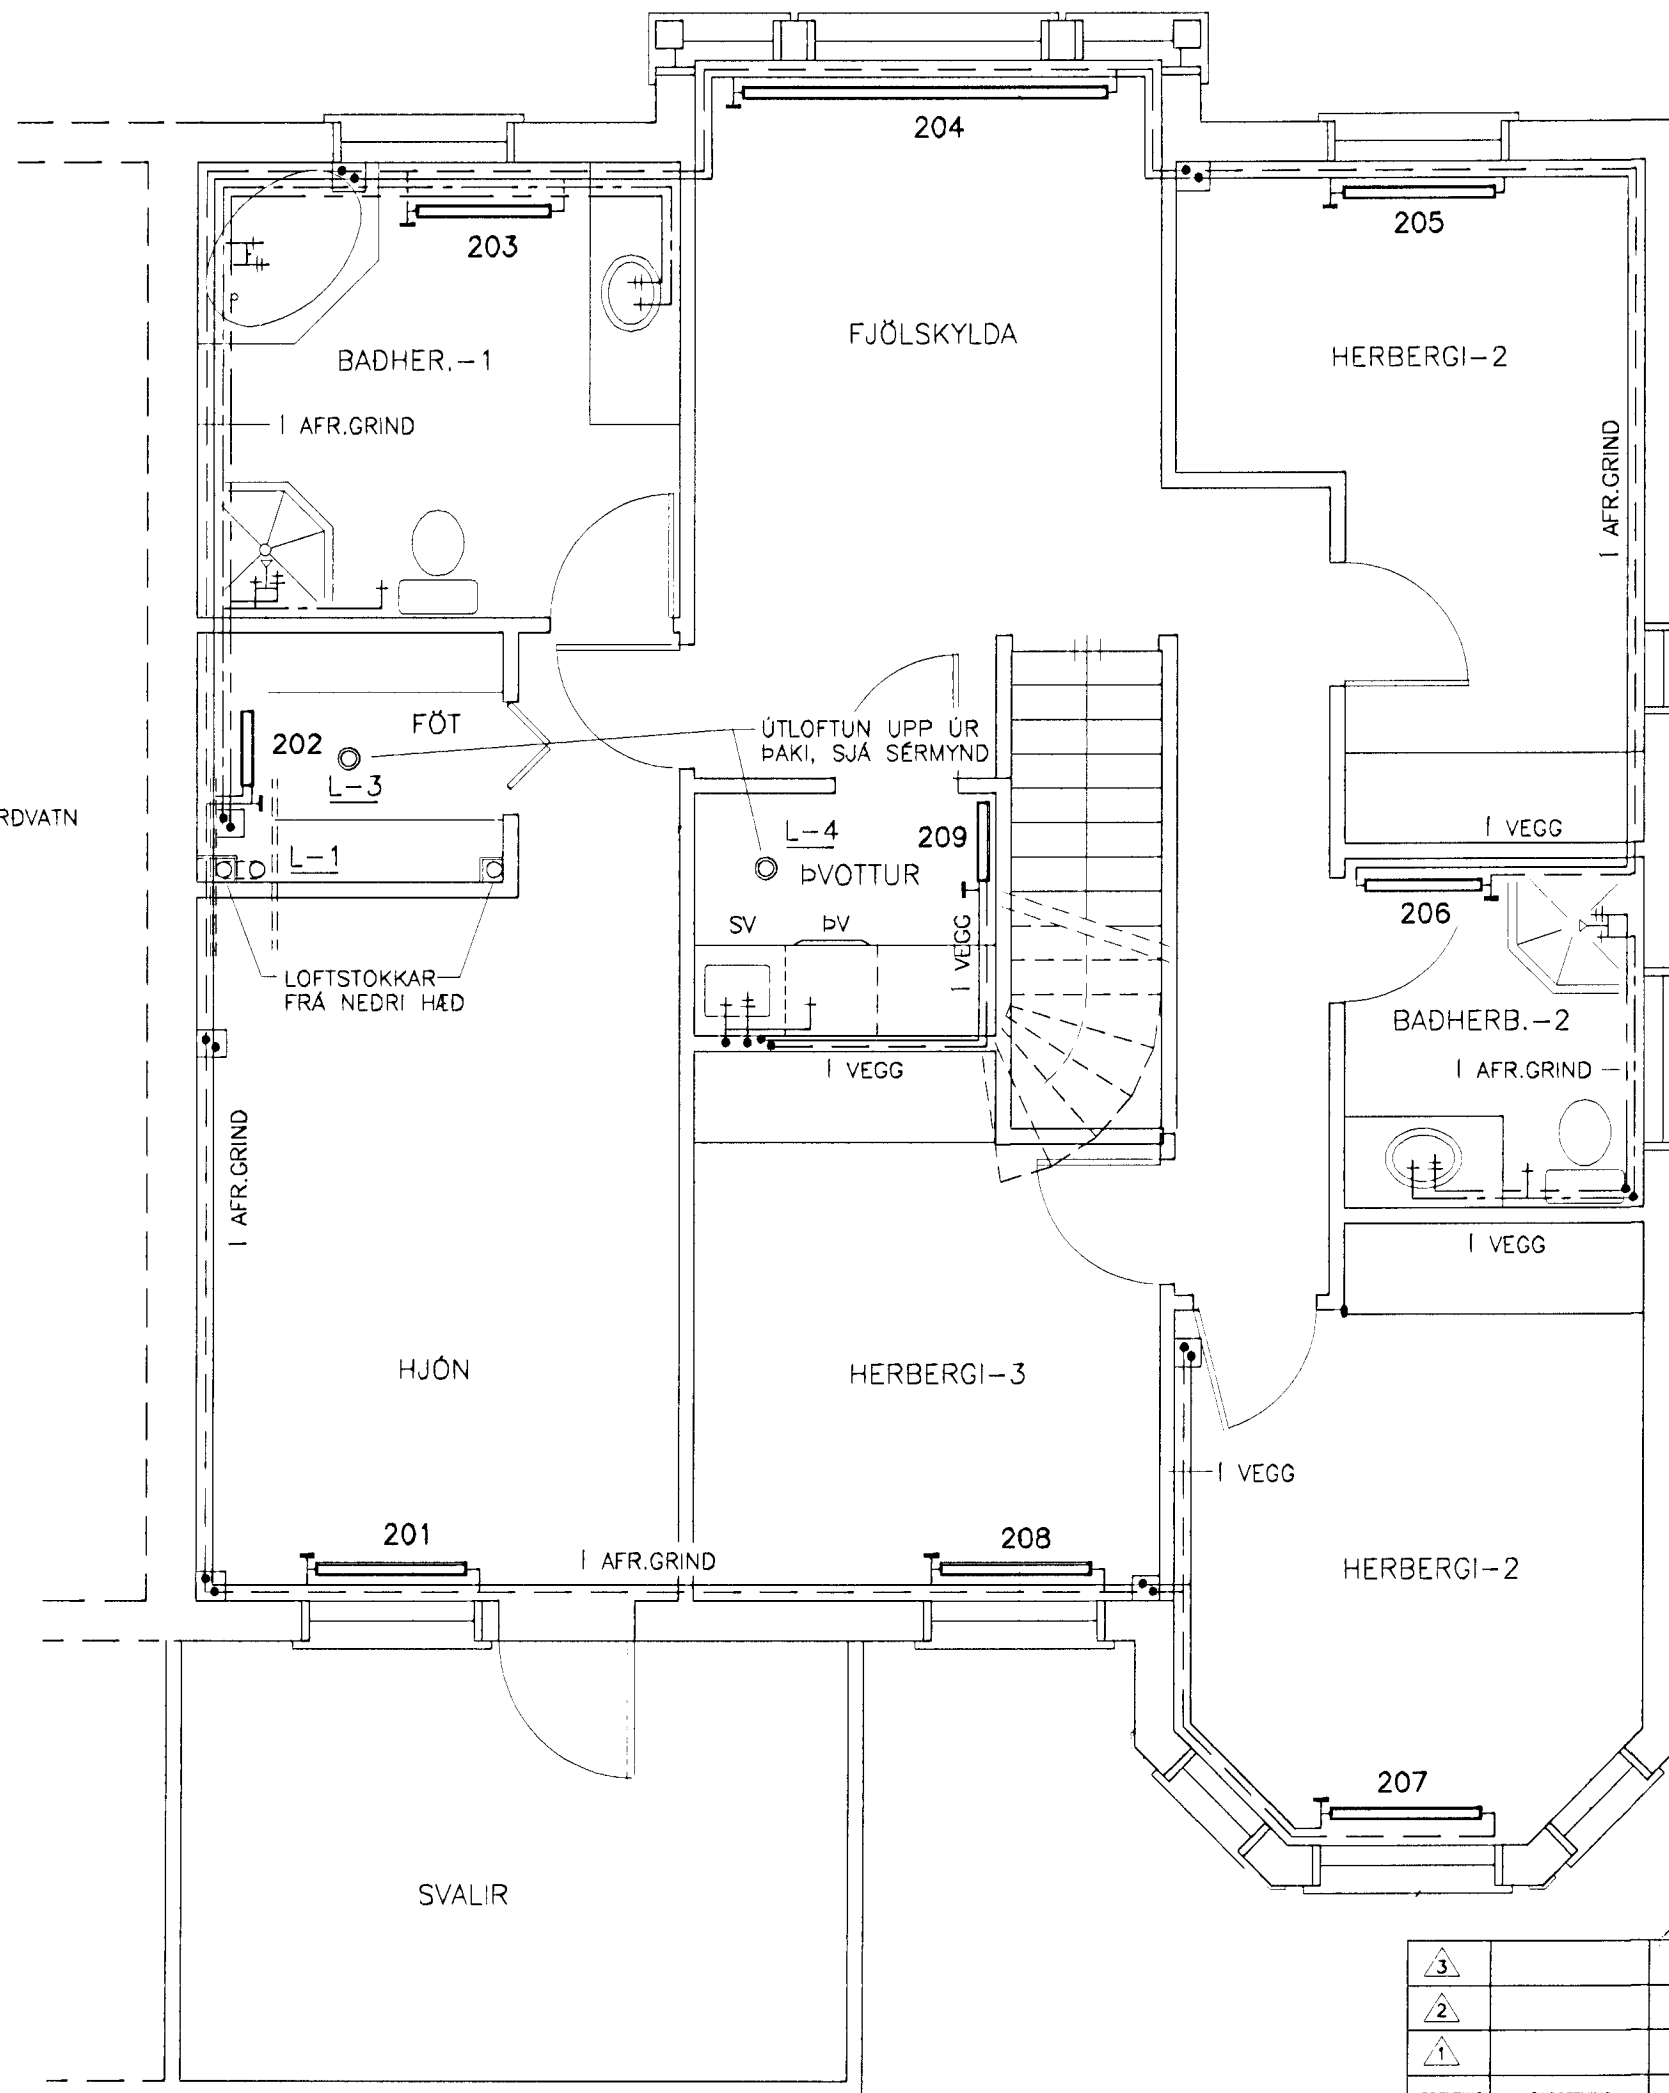 204
203
205
FJÖLSKYLDA
BAÐHER.-1
HERBERGI-2
Í AFR.GRIND
Í AFR.GRIND
FÖT
202
L-3
ÚTLOFTUN UPP ÚR
ÞAKI, SJÁ SÉRMYND
RÐVATN
L-4
209
Í VEGG
L-1
ÞVOTTUR
206
SV
ÞV
Í VEGG
LOFTSTOKKAR
FRÁ NEÐRI HÆÐ
BAÐHERB.-2
Í VEGG
Í AFR.GRIND
Í AFR.GRIND
Í VEGG
HJÓN
HERBERGI-3
Í VEGG
201
Í AFR.GRIND
208
HERBERGI-2
207
SVALIR
3
2
1